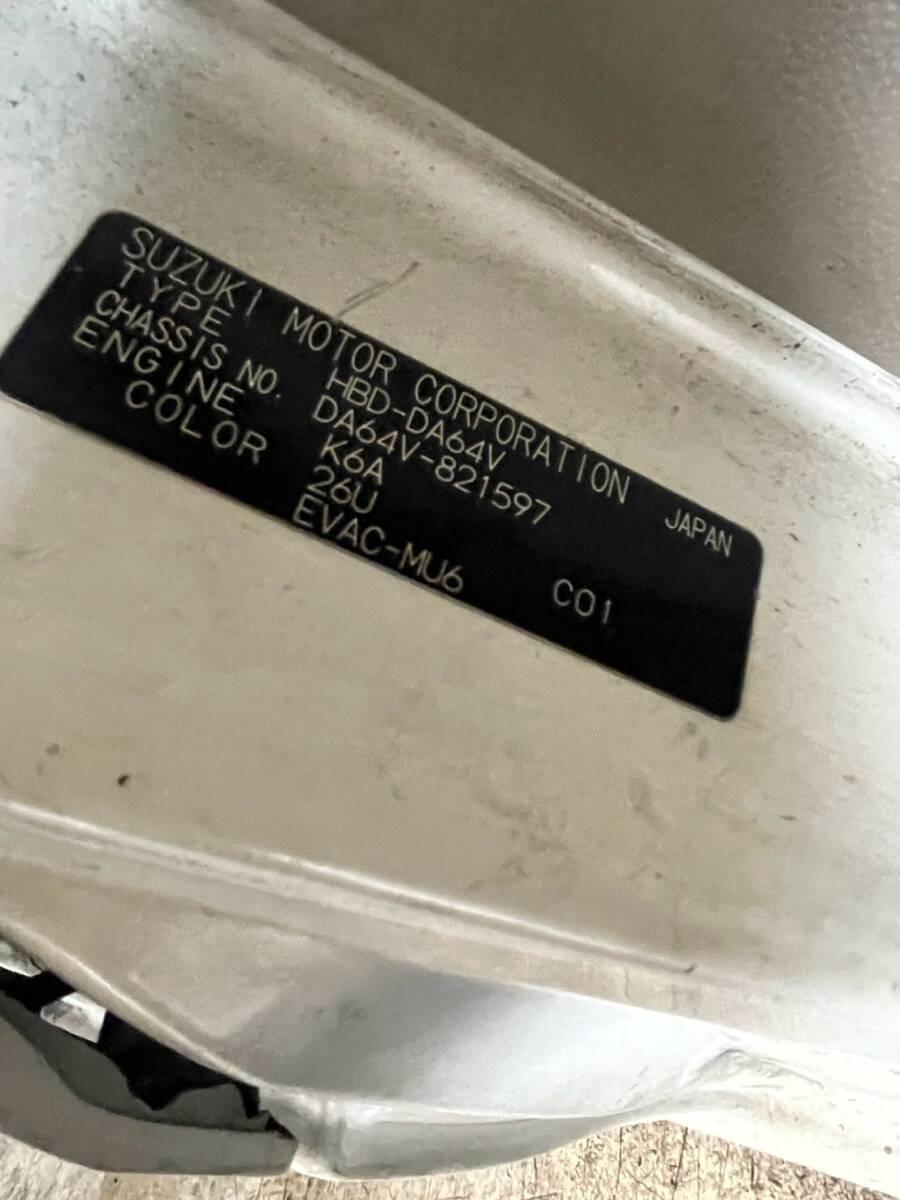 SUZUKI MOTOR CORPORATION JAPAN
TYPE HBD-DA64V
CHASSIS NO. DA64V-821597
ENGINE K6A
COLOR 26U
EVAC-MU6 C01